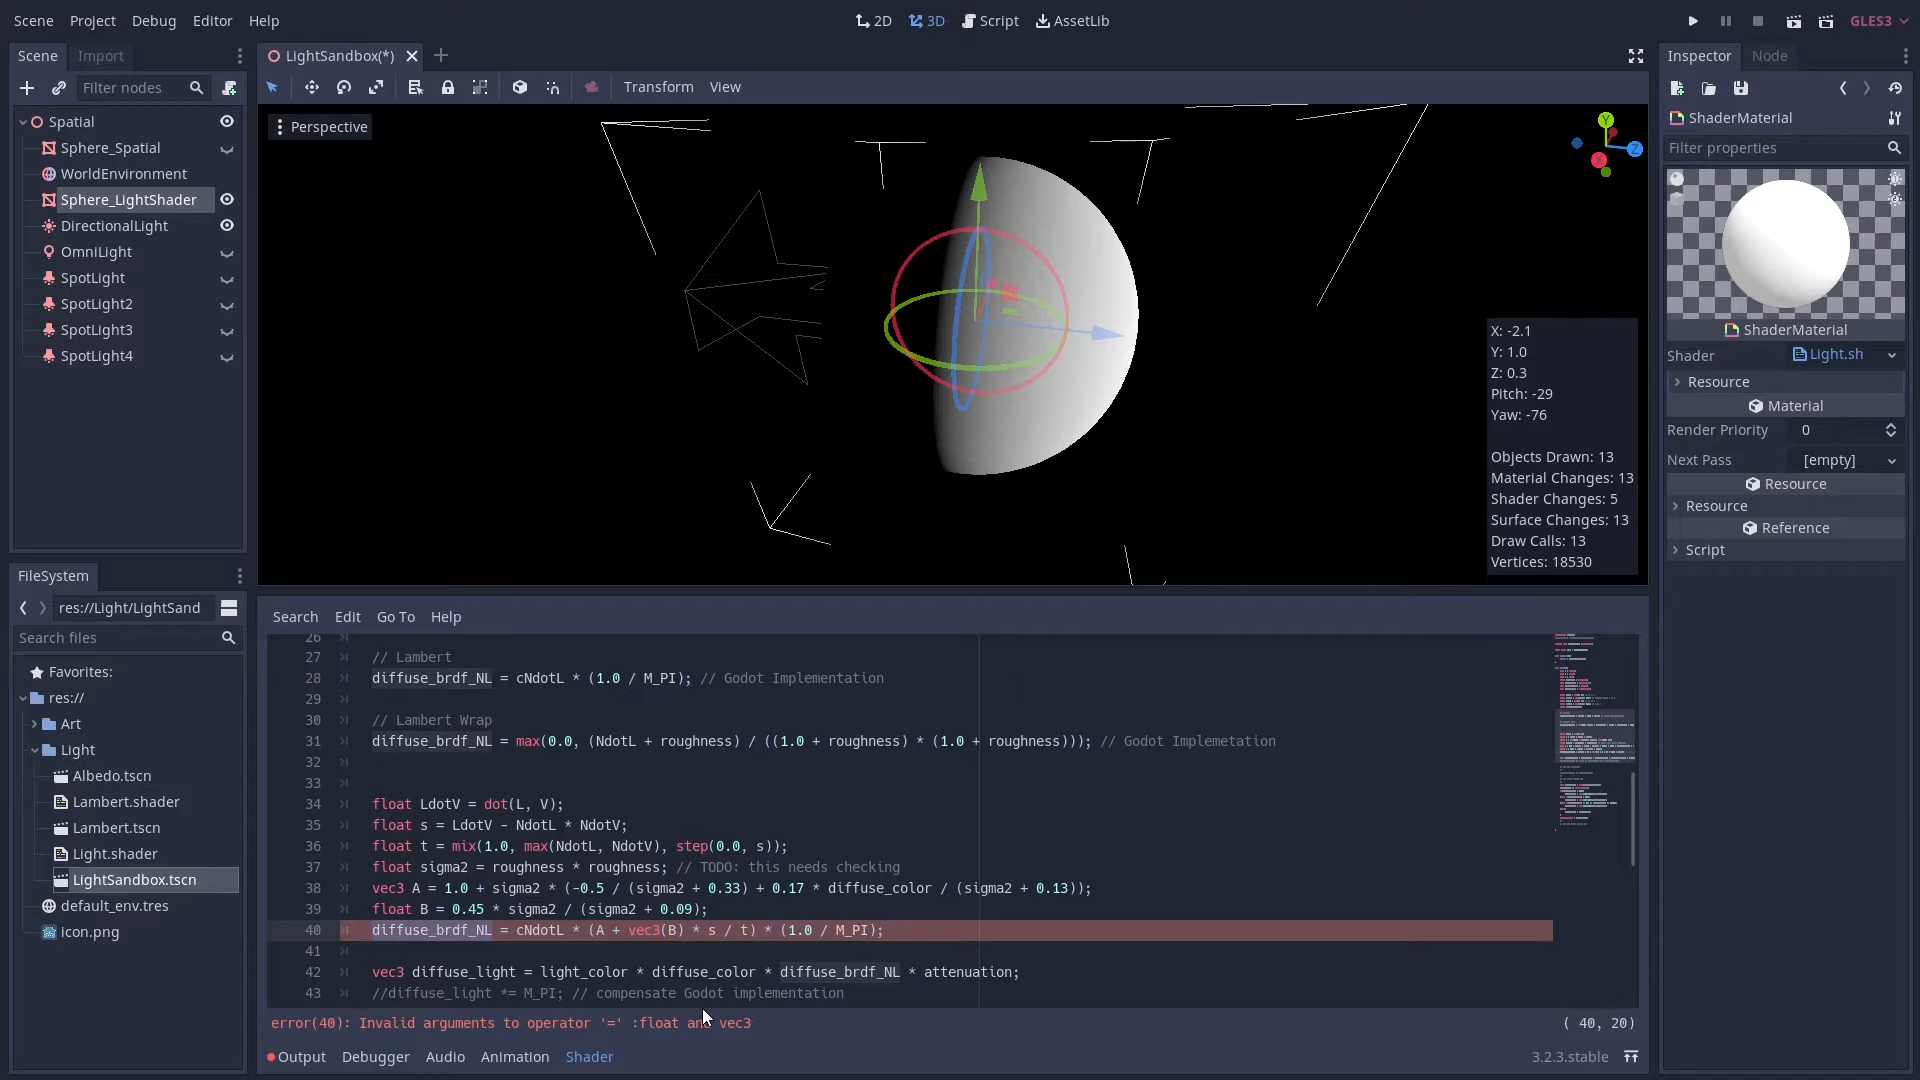 Scene Project Debug Editor Help
2D 3D Script AssetLib
GLES3
Scene Import
Filter nodes
Spatial
Sphere_Spatial
WorldEnvironment
Sphere_LightShader
DirectionalLight
OmniLight
SpotLight
SpotLight2
SpotLight3
SpotLight4
FileSystem
res://Light/LightSand
Search files
Favorites:
res://
Art
Light
Albedo.tscn
Lambert.shader
Lambert.tscn
Light.shader
LightSandbox.tscn
default_env.tres
icon.png
LightSandbox(*)
Transform View
Perspective
Y
Z
X: -2.1
Y: 1.0
Z: 0.3
Pitch: -29
Yaw: -76
Objects Drawn: 13
Material Changes: 13
Shader Changes: 5
Surface Changes: 13
Draw Calls: 13
Vertices: 18530
Search Edit Go To Help
26
27 // Lambert
28 diffuse_brdf_NL = cNdotL * (1.0 / M_PI); // Godot Implementation
29
30 // Lambert Wrap
31 diffuse_brdf_NL = max(0.0, (NdotL + roughness) / ((1.0 + roughness) * (1.0 + roughness))); // Godot Implemetation
32
33
34 float LdotV = dot(L, V);
35 float s = LdotV - NdotL * NdotV;
36 float t = mix(1.0, max(NdotL, NdotV), step(0.0, s));
37 float sigma2 = roughness * roughness; // TODO: this needs checking
38 vec3 A = 1.0 + sigma2 * (-0.5 / (sigma2 + 0.33) + 0.17 * diffuse_color / (sigma2 + 0.13));
39 float B = 0.45 * sigma2 / (sigma2 + 0.09);
40 diffuse_brdf_NL = cNdotL * (A + vec3(B) * s / t) * (1.0 / M_PI);
41
42 vec3 diffuse_light = light_color * diffuse_color * diffuse_brdf_NL * attenuation;
43 //diffuse_light *= M_PI; // compensate Godot implementation
error(40): Invalid arguments to operator '=' :float and vec3
( 40, 20)
Output Debugger Audio Animation Shader
3.2.3.stable
Inspector Node
ShaderMaterial
Filter properties
ShaderMaterial
Shader Light.sh
Resource
Material
Render Priority 0
Next Pass [empty]
Resource
Resource
Reference
Script